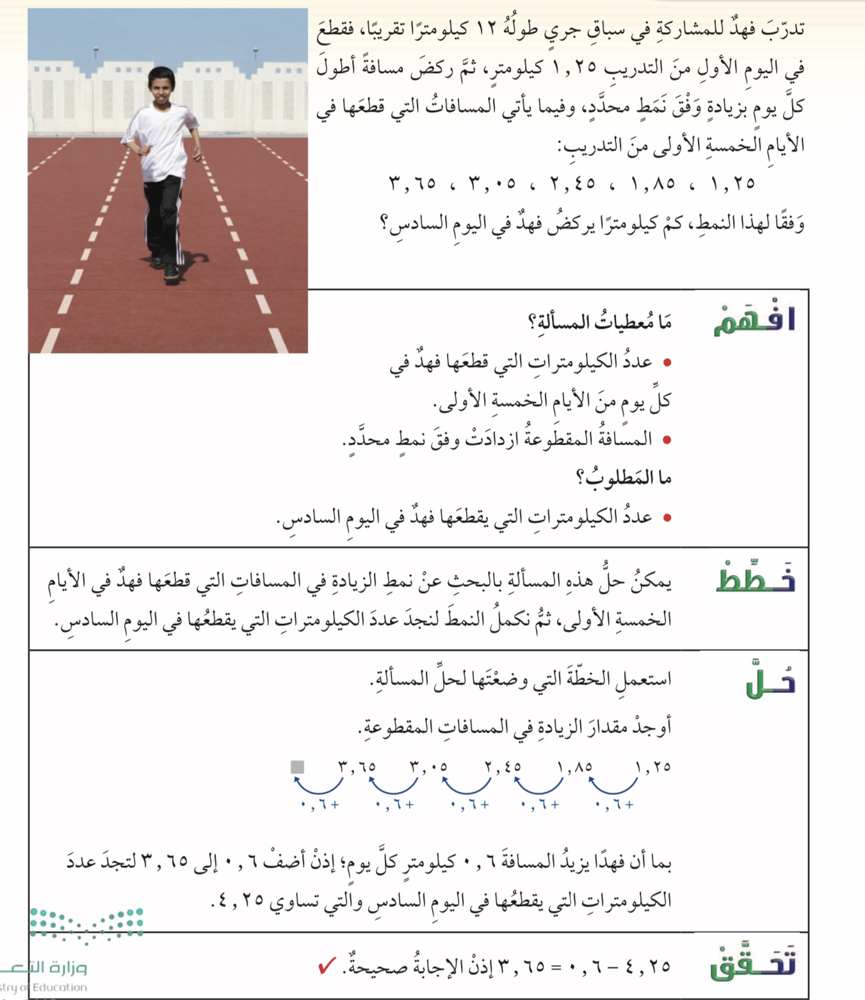 تدرّبَ فهدٌ للمشاركةِ في سباقِ جريٍ طولُهُ ١٢ كيلومترًا تقريبًا، فقطعَ
في اليومِ الأولِ منَ التدريبِ ١,٢٥ كيلومترٍ، ثمَّ ركضَ مسافةً أطولَ
كلَّ يومٍ بزيادةٍ وَفْقَ نَمَطٍ محدَّدٍ، وفيما يأتي المسافاتُ التي قطعَها في
الأيامِ الخمسةِ الأولى منَ التدريبِ:
١,٢٥ ، ١,٨٥ ، ٢,٤٥ ، ٣,٠٥ ، ٣,٦٥
وَفقًا لهذا النمطِ، كمْ كيلومترًا يركضُ فهدٌ في اليومِ السادسِ؟
افْهَمْ
مَا مُعطياتُ المسألةِ؟
• عددُ الكيلومتراتِ التي قطعَها فهدٌ في
كلِّ يومٍ منَ الأيامِ الخمسةِ الأولى.
• المسافةُ المقطوعةُ ازدادَتْ وفقَ نمطٍ محدَّدٍ.
ما المَطلوبُ؟
• عددُ الكيلومتراتِ التي يقطعَها فهدٌ في اليومِ السادسِ.
خَطِّطْ
يمكنُ حلُّ هذهِ المسألةِ بالبحثِ عنْ نمطِ الزيادةِ في المسافاتِ التي قطعَها فهدٌ في الأيامِ
الخمسةِ الأولى، ثمُّ نكملُ النمطَ لنجدَ عددَ الكيلومتراتِ التي يقطعُها في اليومِ السادسِ.
حُلَّ
استعملِ الخطّةَ التي وضعْتَها لحلِّ المسألةِ.
أوجدْ مقدارَ الزيادةِ في المسافاتِ المقطوعةِ.
١,٢٥ ١,٨٥ ٢,٤٥ ٣,٠٥ ٣,٦٥
+٠,٦ +٠,٦ +٠,٦ +٠,٦ +٠,٦
بما أن فهدًا يزيدُ المسافةَ ٠,٦ كيلومترٍ كلَّ يومٍ؛ إذنْ أضفْ ٠,٦ إلى ٣,٦٥ لتجدَ عددَ
الكيلومتراتِ التي يقطعُها في اليومِ السادسِ والتي تساوي ٤,٢٥.
تَحَقَّقْ
٤,٢٥ – ٠,٦ = ٣,٦٥ إذنْ الإجابةُ صحيحةٌ. ✓
وزارة التعـ
stry of Education